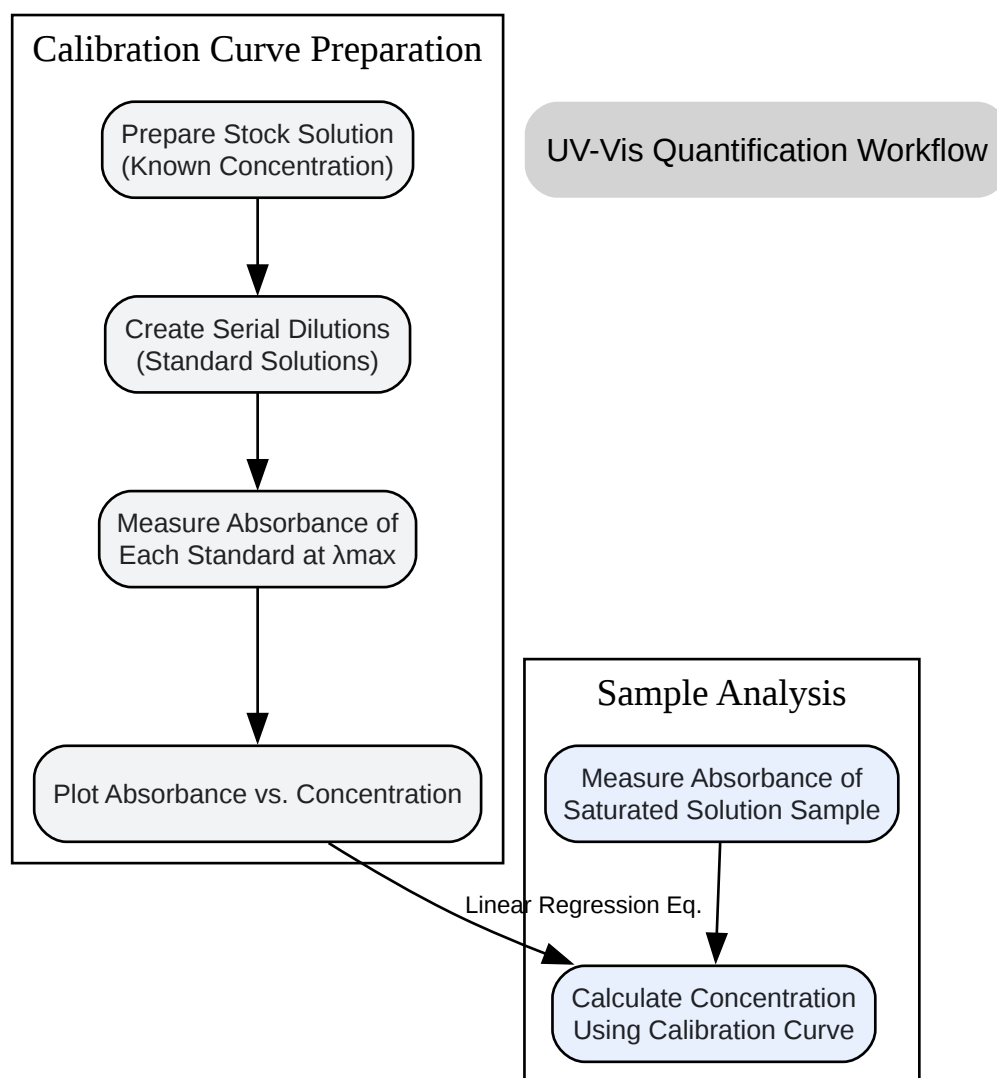 Calibration Curve Preparation
Prepare Stock Solution
(Known Concentration)
UV-Vis Quantification Workflow
Create Serial Dilutions
(Standard Solutions)
Measure Absorbance of
Each Standard at λmax
Plot Absorbance vs. Concentration
Sample Analysis
Measure Absorbance of
Saturated Solution Sample
Linear Regression Eq.
Calculate Concentration
Using Calibration Curve